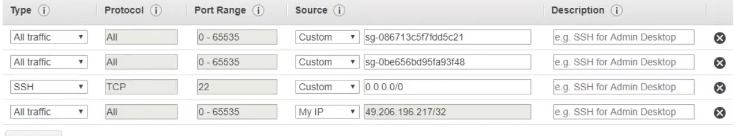 Type i Protocol i Port Range i Source i Description i
All traffic All 0 - 65535 Custom sg-086713c5f7fdd5c21 e.g. SSH for Admin Desktop
All traffic All 0 - 65535 Custom sg-0be656bd95fa93f48 e.g. SSH for Admin Desktop
SSH TCP 22 Custom 0.0.0.0/0 e.g. SSH for Admin Desktop
All traffic All 0 - 65535 My IP 49.206.196.217/32 e.g. SSH for Admin Desktop